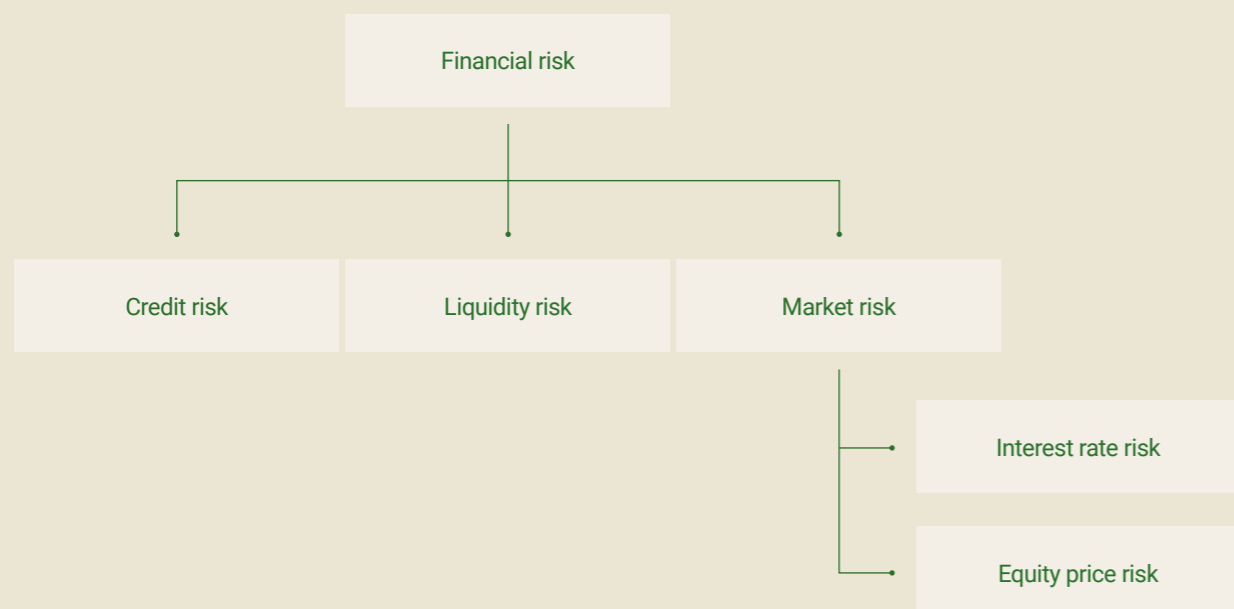 Financial risk
Credit risk
Liquidity risk
Market risk
Interest rate risk
Equity price risk